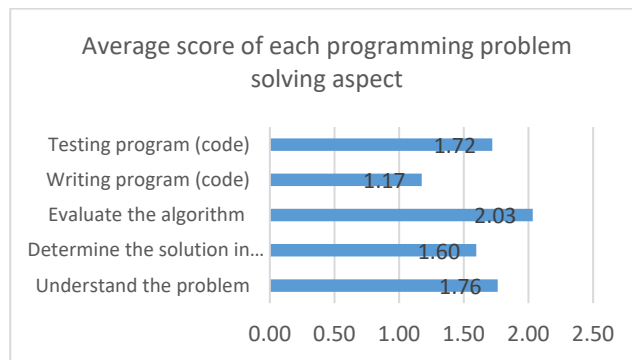 Average score of each programming problem
solving aspect
Testing program (code)
1.72
Writing program (code)
1.17
Evaluate the algorithm
2.03
Determine the solution in...
1.60
Understand the problem
1.76
0.00 0.50 1.00 1.50 2.00 2.50